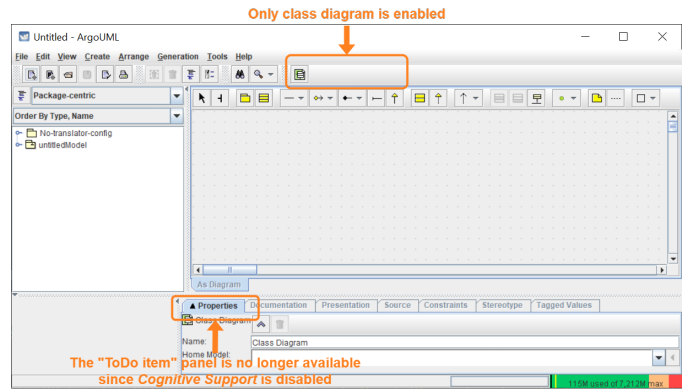 Only class diagram is enabled
Untitled - ArgoUML
File Edit View Create Arrange Generation Tools Help
Package-centric
Order By Type, Name
No-translator-config
untitledModel
As Diagram
Properties Documentation Presentation Source Constraints Stereotype Tagged Values
Class Diagram
Name:
Class Diagram
Home Model:
The "ToDo item" panel is no longer available
since Cognitive Support is disabled
115M used of 7,212M max